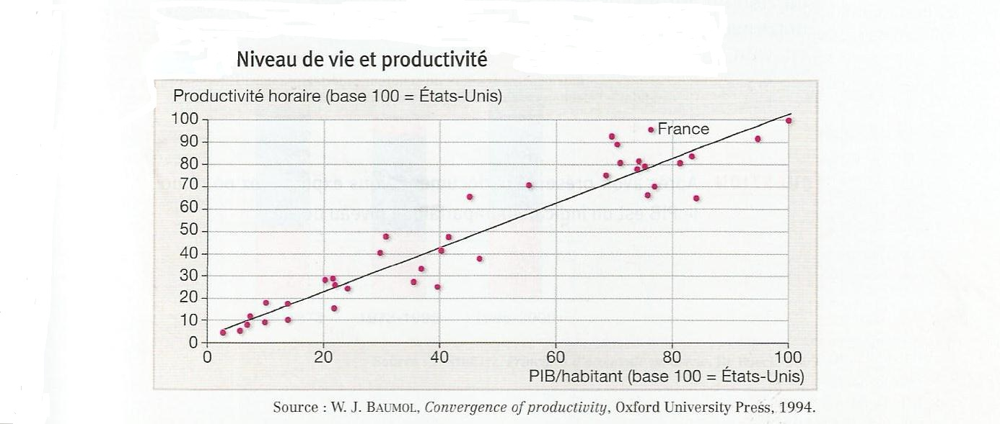 Niveau de vie et productivité
Productivité horaire (base 100 = États-Unis)
100
90
80
70
60
50
40
30
20
10
0
France
0 20 40 60 80 100
PIB/habitant (base 100 = États-Unis)
Source : W. J. BAUMOL, Convergence of productivity, Oxford University Press, 1994.